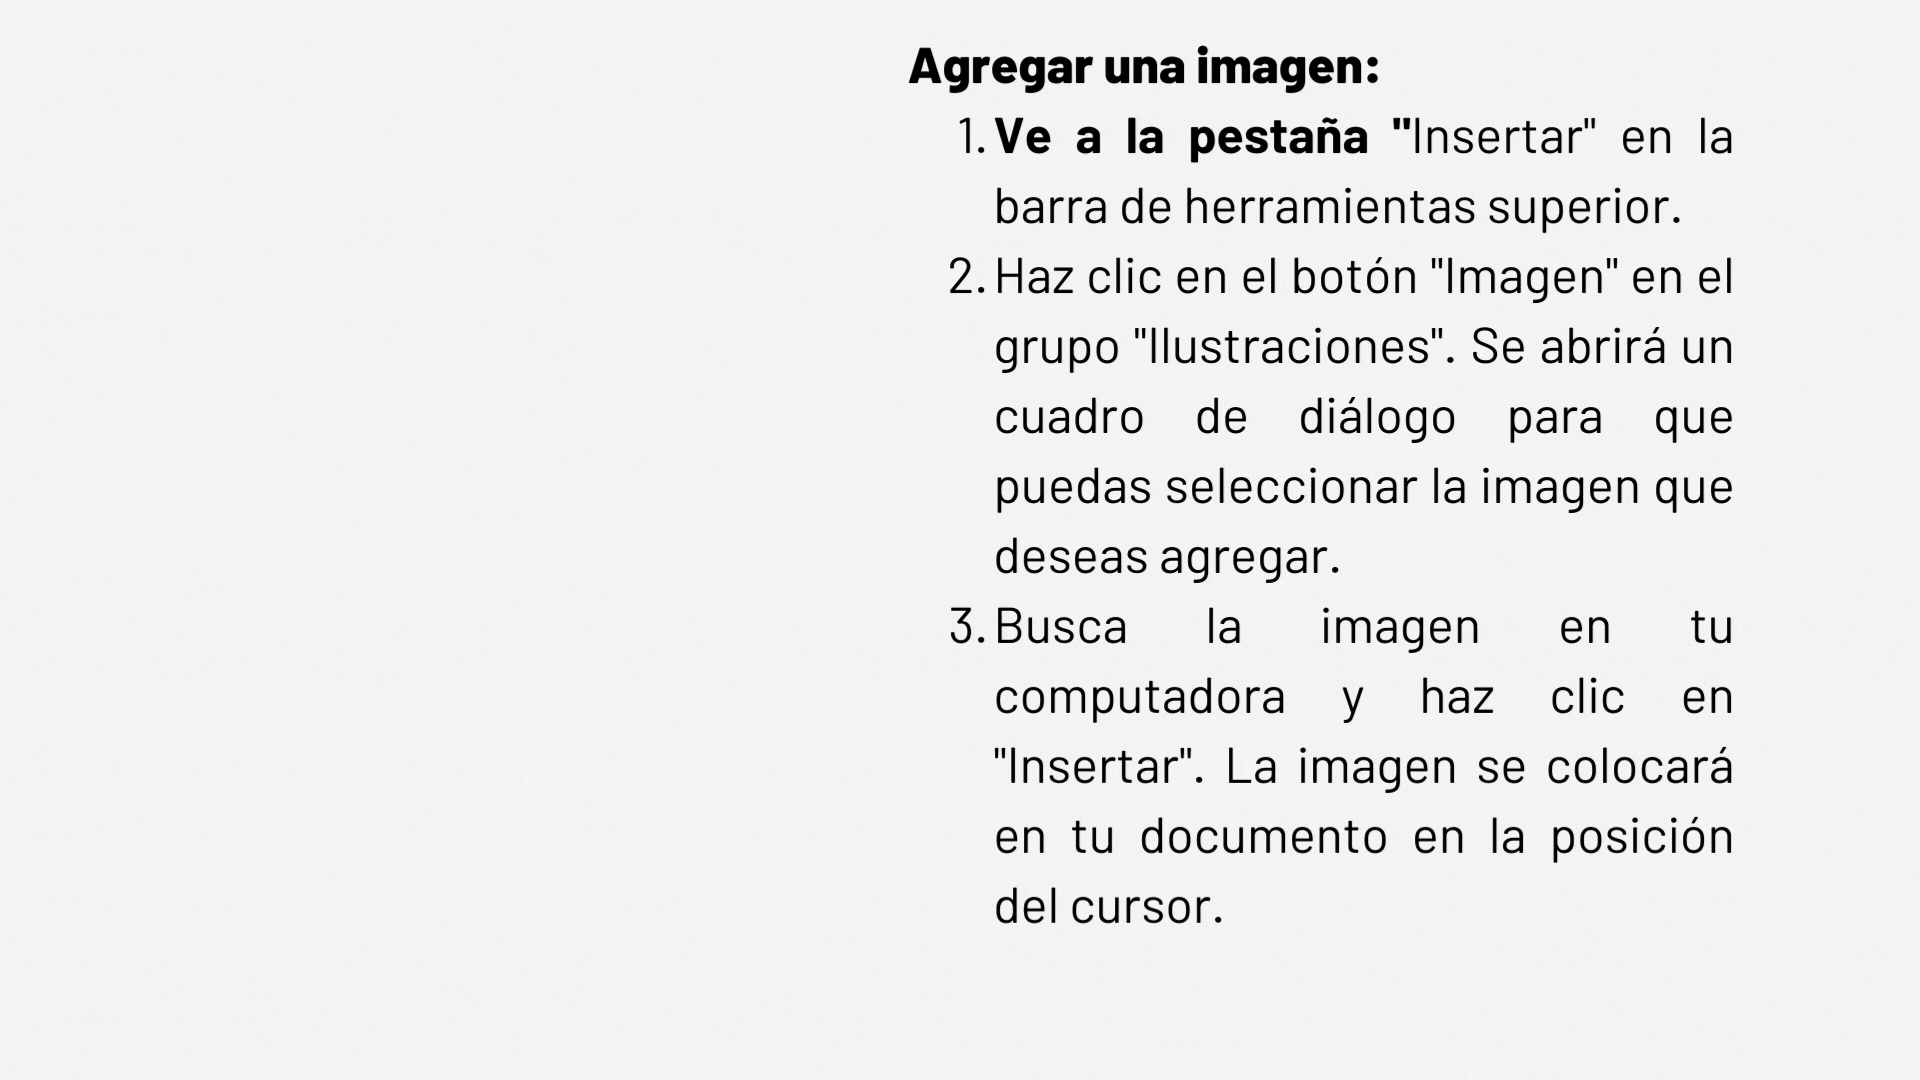 Agregar una imagen:
1. Ve a la pestaña "Insertar" en la
barra de herramientas superior.
2. Haz clic en el botón "Imagen" en el
grupo "Ilustraciones". Se abrirá un
cuadro de diálogo para que
puedas seleccionar la imagen que
deseas agregar.
3. Busca la imagen en tu
computadora y haz clic en
"Insertar". La imagen se colocará
en tu documento en la posición
del cursor.